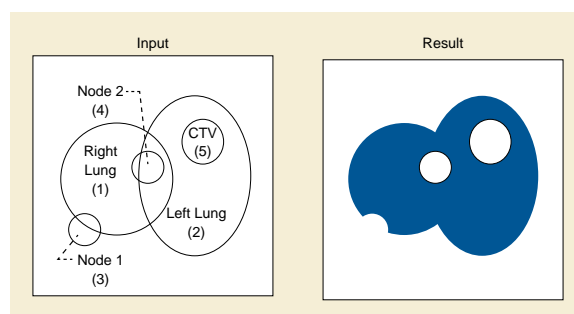 Input
Result
Node 2
(4)
CTV
(5)
Right
Lung
(1)
Left Lung
(2)
Node 1
(3)